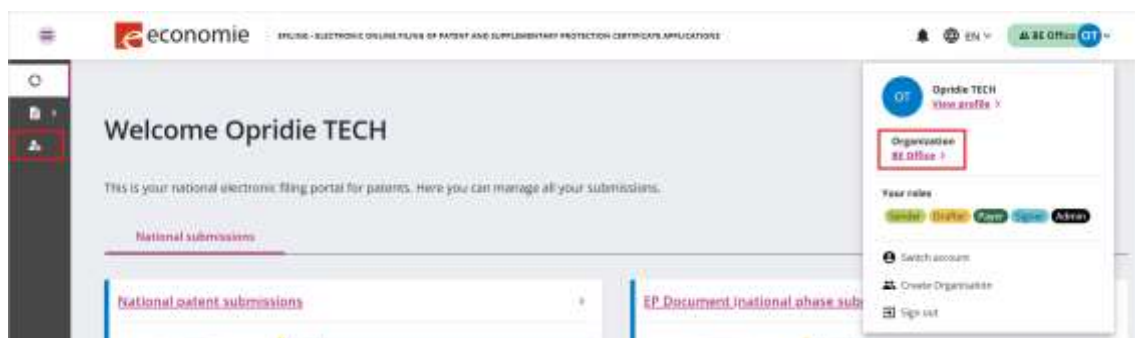 economie
EPILINE - ELECTRONIC ONLINE FILING OF PATENT AND SUPPLEMENTARY PROTECTION CERTIFICATE APPLICATIONS
EN
BE Office
OT
OT
Opridie TECH
View profile
Organization
BE Office
Welcome Opridie TECH
This is your national electronic filing portal for patents. Here you can manage all your submissions.
Your roles
Sender Drafter Payer Signer Admin
National submissions
Switch account
Create Organisation
National patent submissions
EP Document (national phase sub
Sign out